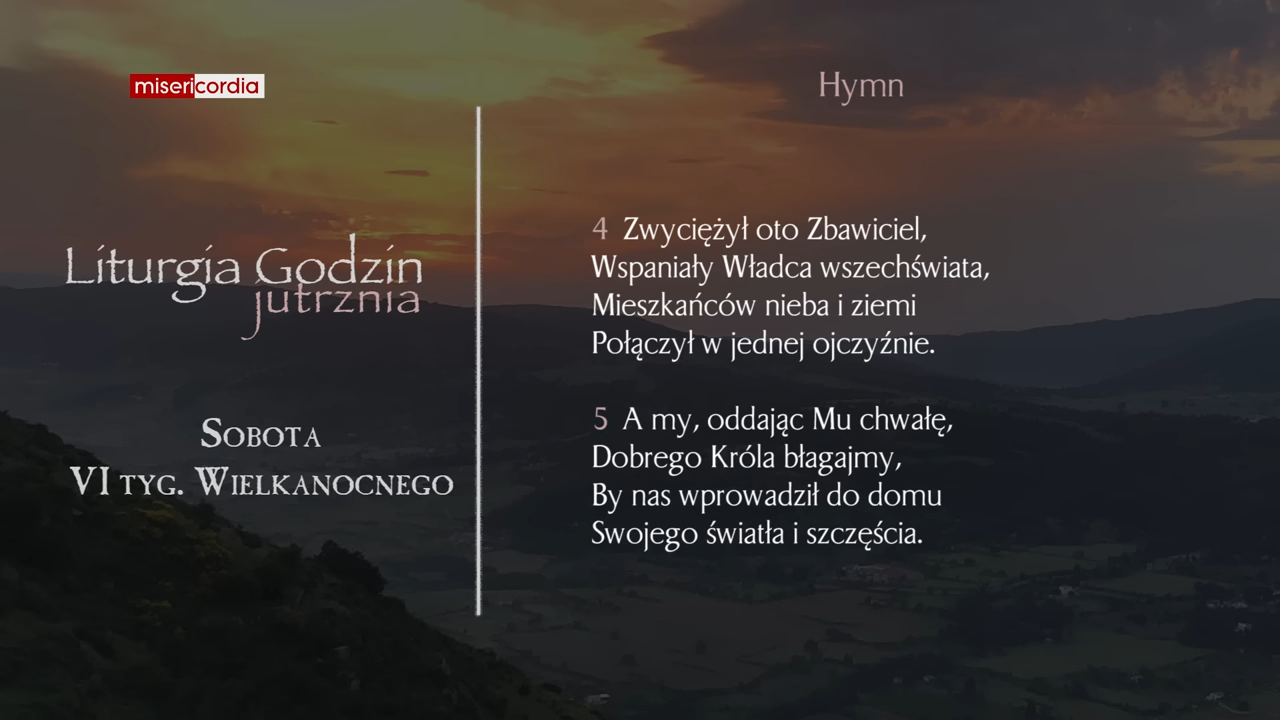 misericordia
Liturgia Godzin
jutrznia
Sobota
VI tyg. Wielkanocnego
Hymn
4 Zwyciężył oto Zbawiciel,
Wspaniały Władca wszechświata,
Mieszkańców nieba i ziemi
Połączył w jednej ojczyźnie.
5 A my, oddając Mu chwałę,
Dobrego Króla błagajmy,
By nas wprowadził do domu
Swojego światła i szczęścia.